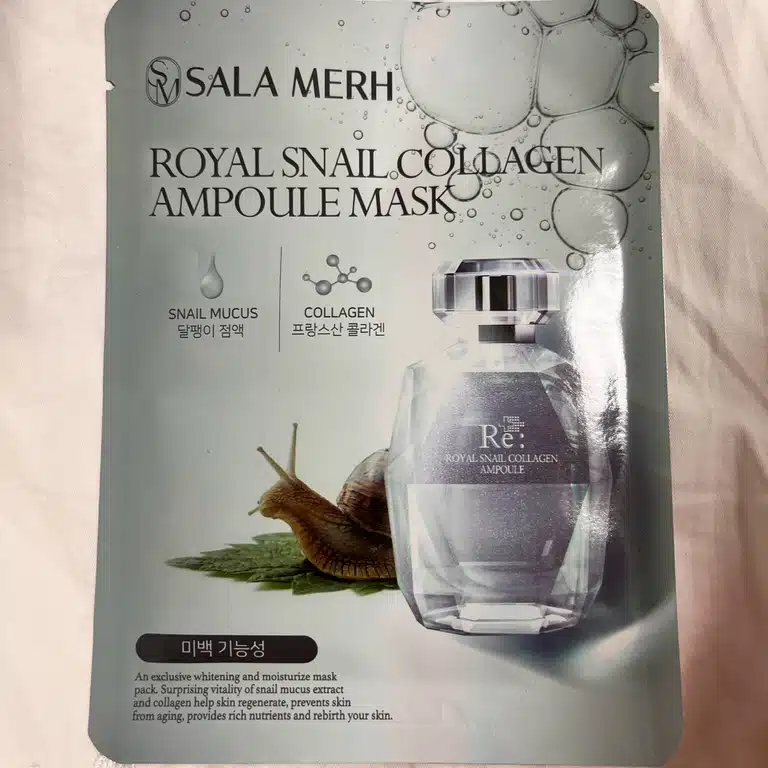 SM SALA MERH
ROYAL SNAIL COLLAGEN
AMPOULE MASK
SNAIL MUCUS
달팽이 점액
COLLAGEN
프랑스산 콜라겐
Re:
ROYAL SNAIL COLLAGEN
AMPOULE
미백 기능성
An exclusive whitening and moisturize mask
pack. Surprising vitality of snail mucus extract
and collagen help skin regenerate, prevents skin
from aging, provides rich nutrients and rebirth your skin.